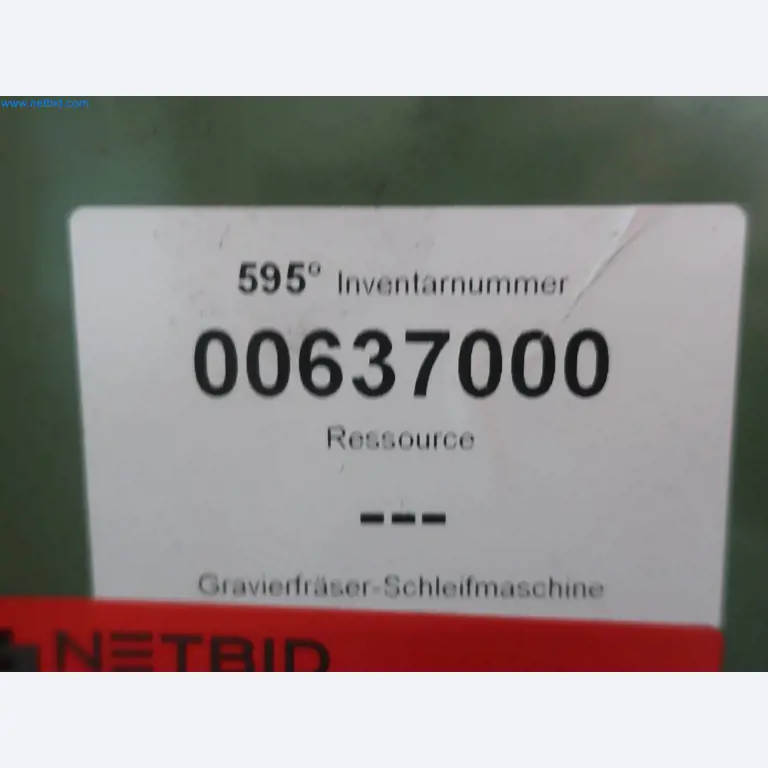 www.netbid.com
595° Inventarnummer
00637000
Ressource
---
Gravierfräser-Schleifmaschine
NETBID